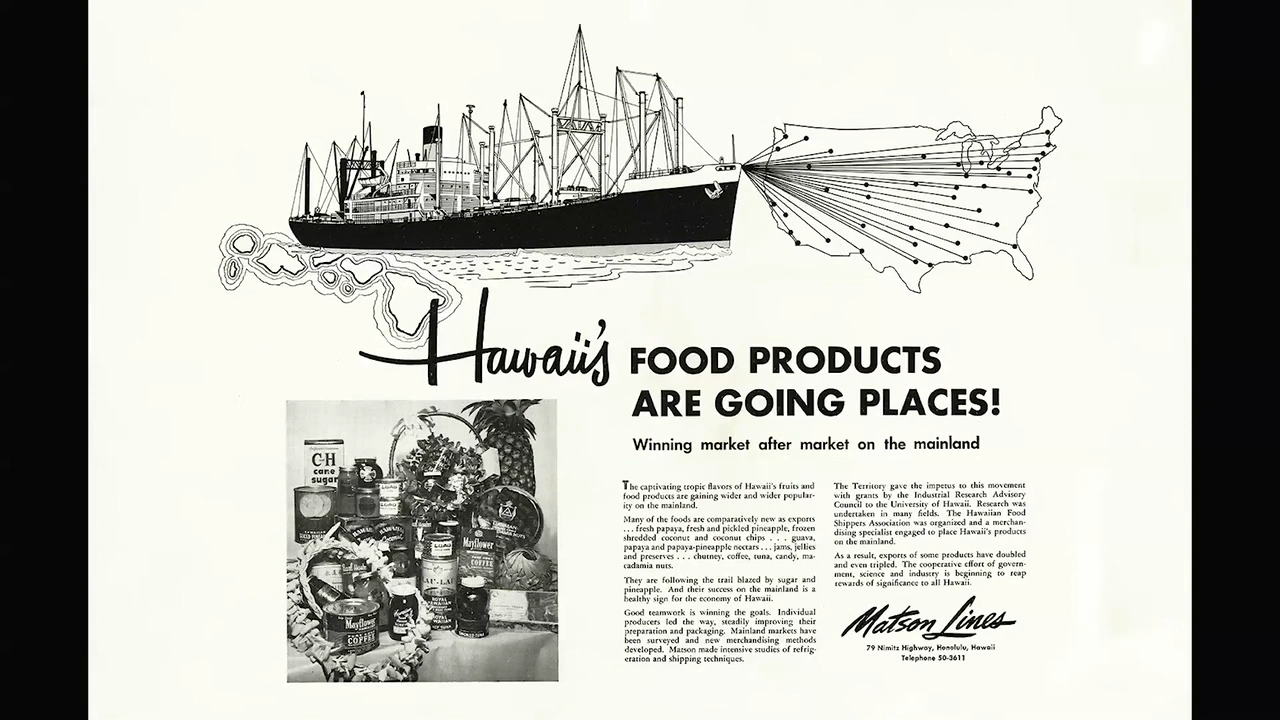 Hawaii's FOOD PRODUCTS
ARE GOING PLACES!
Winning market after market on the mainland
C-H
cane
sugar
Mayflower
COFFEE
LAU-LAU
ROYAL
HAWAIIAN
Mayflower
COFFEE
The captivating tropic flavors of Hawaii's fruits and
food products are gaining wider and wider popular-
ity on the mainland.
Many of the foods are comparatively new as exports
... fresh papaya, fresh and pickled pineapple, frozen
shredded coconut and coconut chips . . . guava,
papaya and papaya-pineapple nectars ... jams, jellies
and preserves . . . chutney, coffee, tuna, candy, ma-
cadamia nuts.
They are following the trail blazed by sugar and
pineapple. And their success on the mainland is a
healthy sign for the economy of Hawaii.
Good teamwork is winning the goals. Individual
producers led the way, steadily improving their
preparation and packaging. Mainland markets have
been surveyed and new merchandising methods
developed. Matson made intensive studies of refrig-
eration and shipping techniques.
The Territory gave the impetus to this movement
with grants by the Industrial Research Advisory
Council to the University of Hawaii. Research was
undertaken in many fields. The Hawaiian Food
Shippers Association was organized and a merchan-
dising specialist engaged to place Hawaii's products
on the mainland.
As a result, exports of some products have doubled
and even tripled. The cooperative effort of govern-
ment, science and industry is beginning to reap
rewards of significance to all Hawaii.
Matson Lines
79 Nimitz Highway, Honolulu, Hawaii
Telephone 50-3611